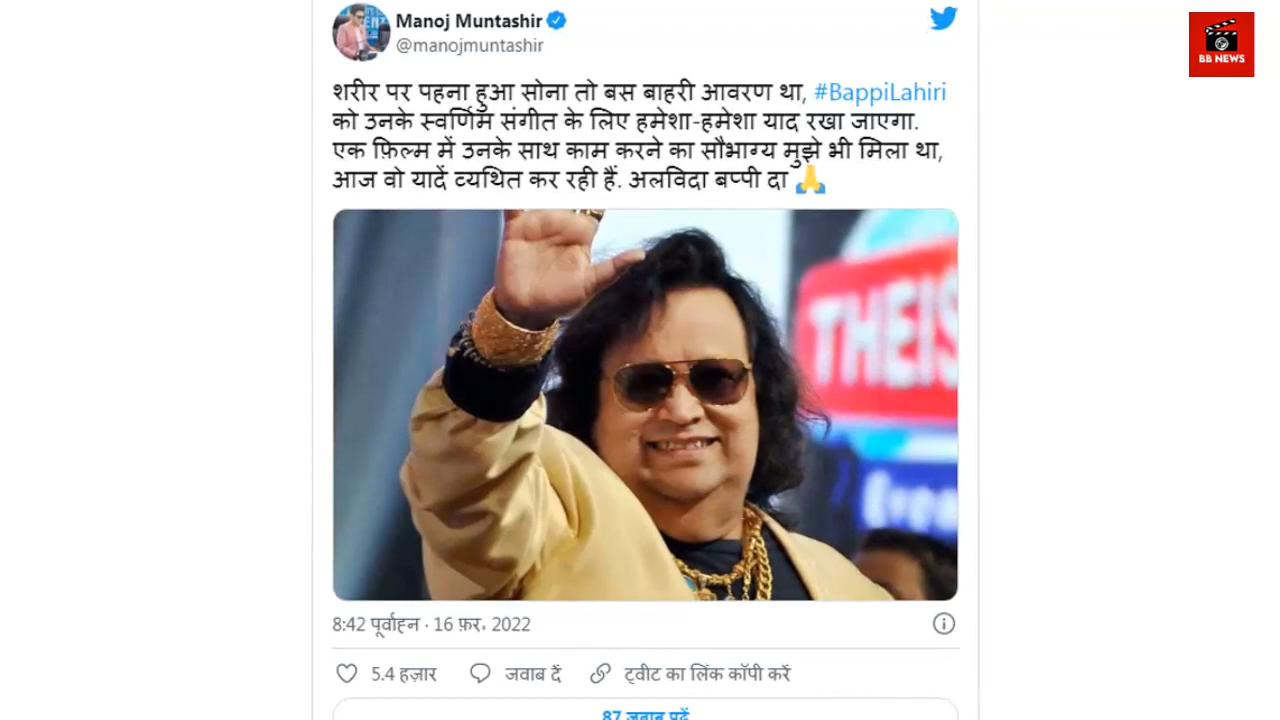 Manoj Muntashir
@manojmuntashir
BB NEWS
शरीर पर पहना हुआ सोना तो बस बाहरी आवरण था, #BappiLahiri
को उनके स्वर्णिम संगीत के लिए हमेशा-हमेशा याद रखा जाएगा.
एक फ़िल्म में उनके साथ काम करने का सौभाग्य मुझे भी मिला था,
आज वो यादें व्यथित कर रही हैं. अलविदा बप्पी दा 🙏
THEIS
8:42 पूर्वाह्न · 16 फ़र॰ 2022
5.4 हज़ार जवाब दें ट्वीट का लिंक कॉपी करें
87 जवाब पढ़ें